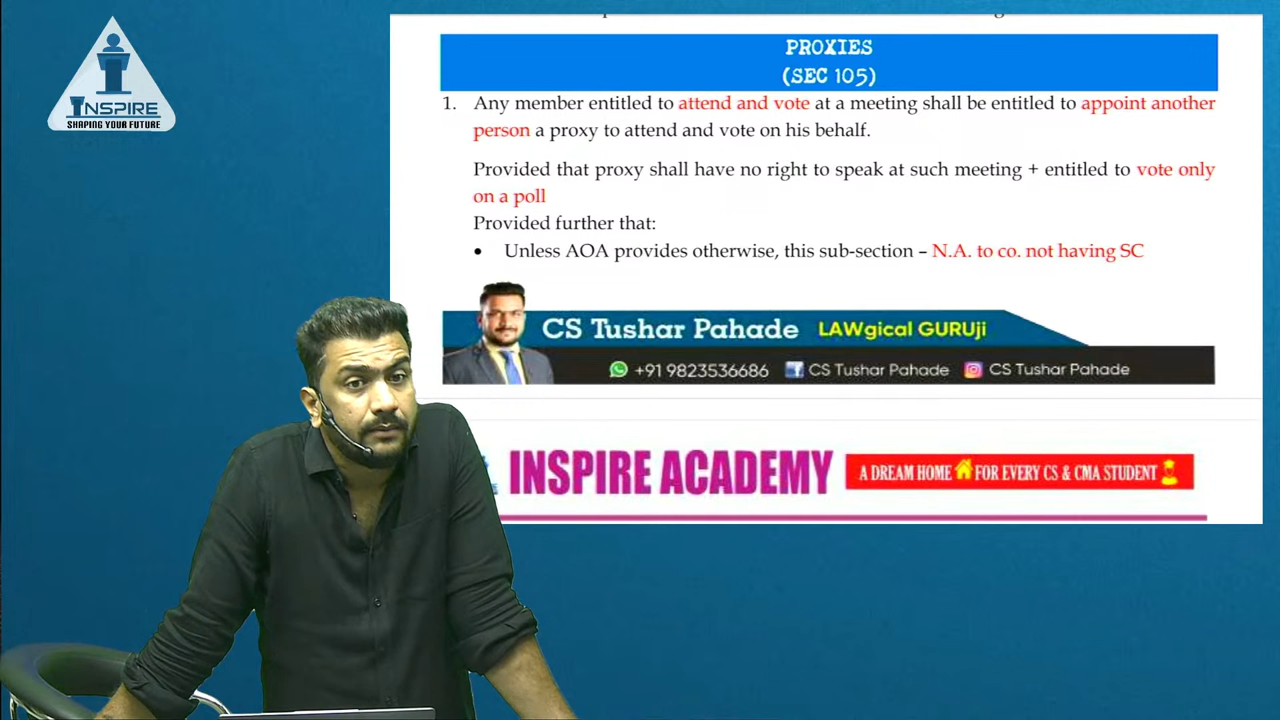 INSPIRE
SHAPING YOUR FUTURE
PROXIES
(SEC 105)
1. Any member entitled to attend and vote at a meeting shall be entitled to appoint another
person a proxy to attend and vote on his behalf.
Provided that proxy shall have no right to speak at such meeting + entitled to vote only
on a poll
Provided further that:
• Unless AOA provides otherwise, this sub-section – N.A. to co. not having SC
CS Tushar Pahade LAWgical GURUji
+91 9823536686 CS Tushar Pahade CS Tushar Pahade
INSPIRE ACADEMY
A DREAM HOME FOR EVERY CS & CMA STUDENT